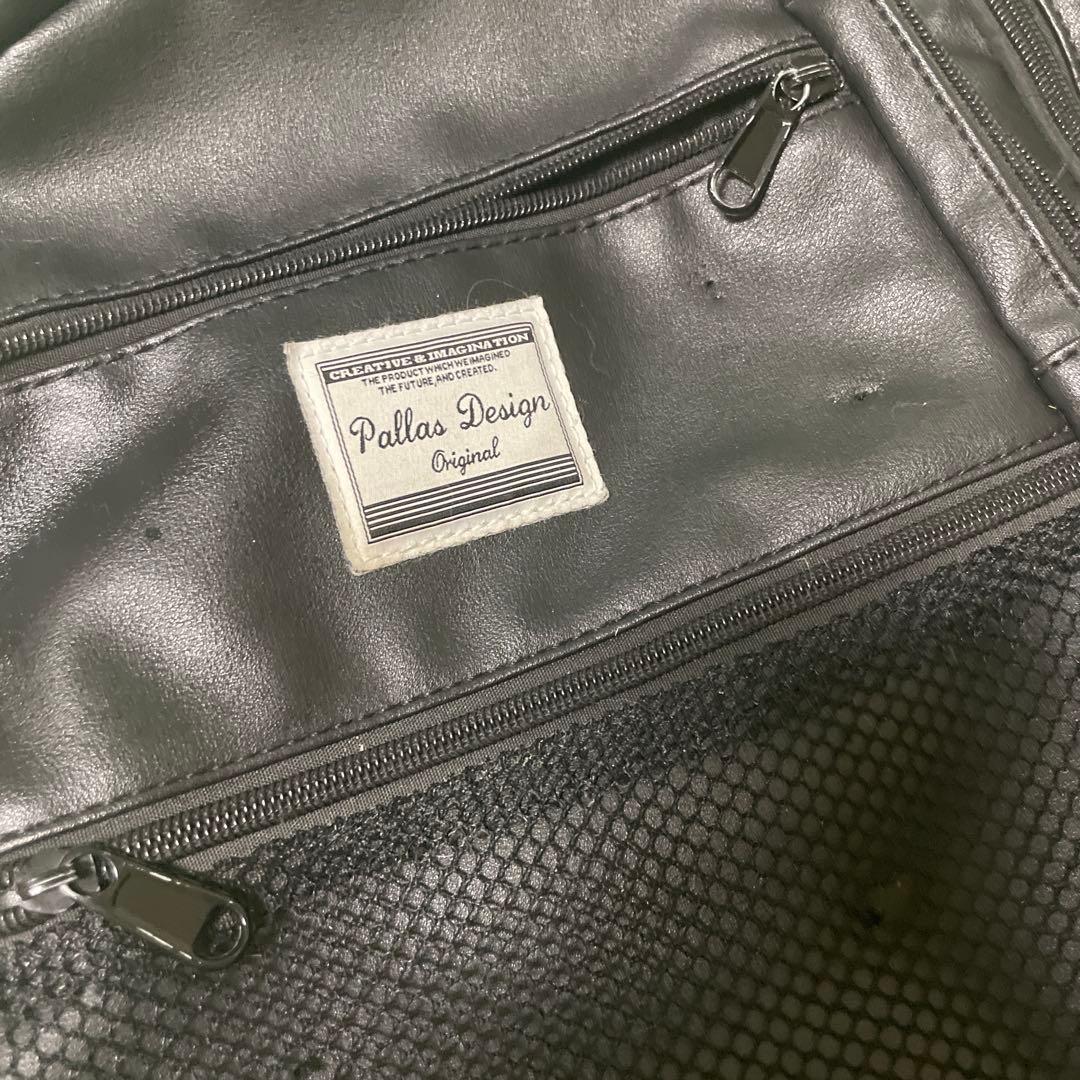 CREATIVE & IMAGINATION
THE PRODUCT WHICH WE IMAGINED
THE FUTURE, AND CREATED.
Pallas Design
Original